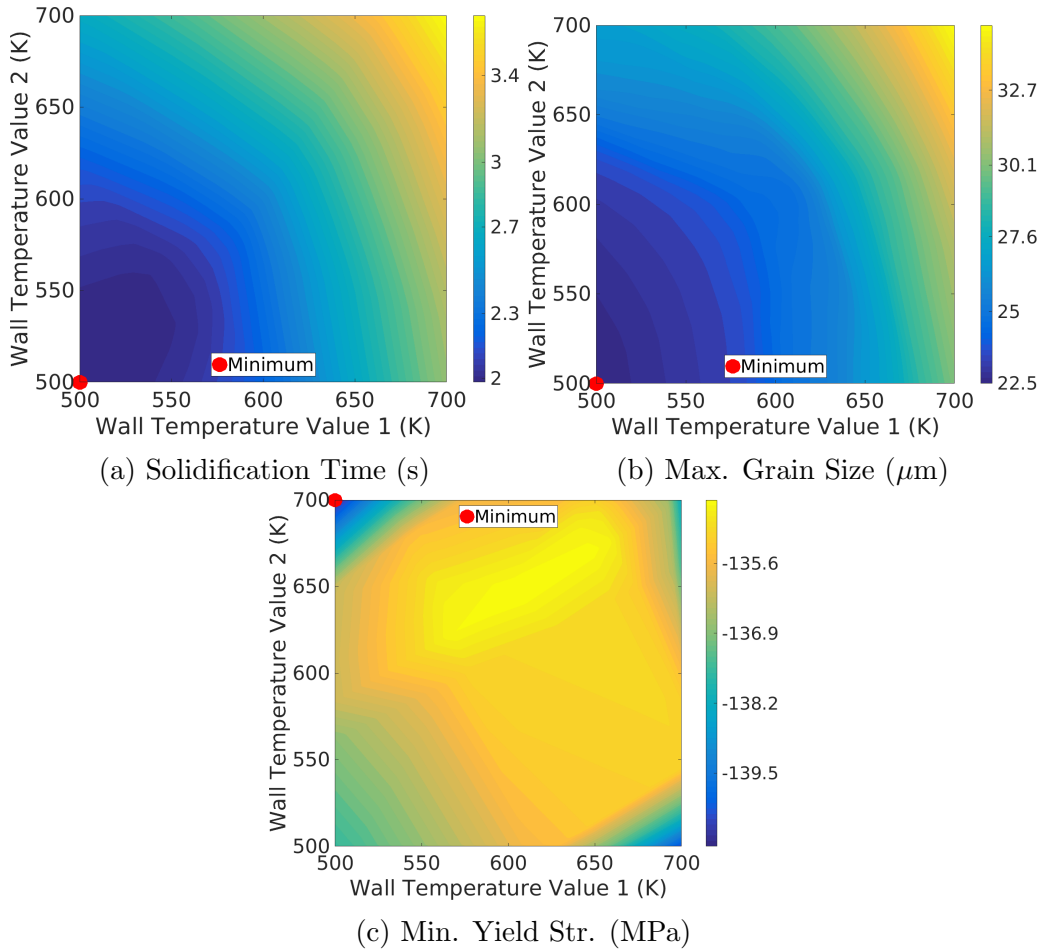 700
650
600
550
500
Wall Temperature Value 2 (K)
500 550 600 650 700
Wall Temperature Value 1 (K)
Minimum
3.4
3
2.7
2.3
2
(a) Solidification Time (s)
700
650
600
550
500
Wall Temperature Value 2 (K)
500 550 600 650 700
Wall Temperature Value 1 (K)
Minimum
32.7
30.1
27.6
25
22.5
(b) Max. Grain Size (μm)
700
650
600
550
500
Wall Temperature Value 2 (K)
500 550 600 650 700
Wall Temperature Value 1 (K)
Minimum
-135.6
-136.9
-138.2
-139.5
(c) Min. Yield Str. (MPa)